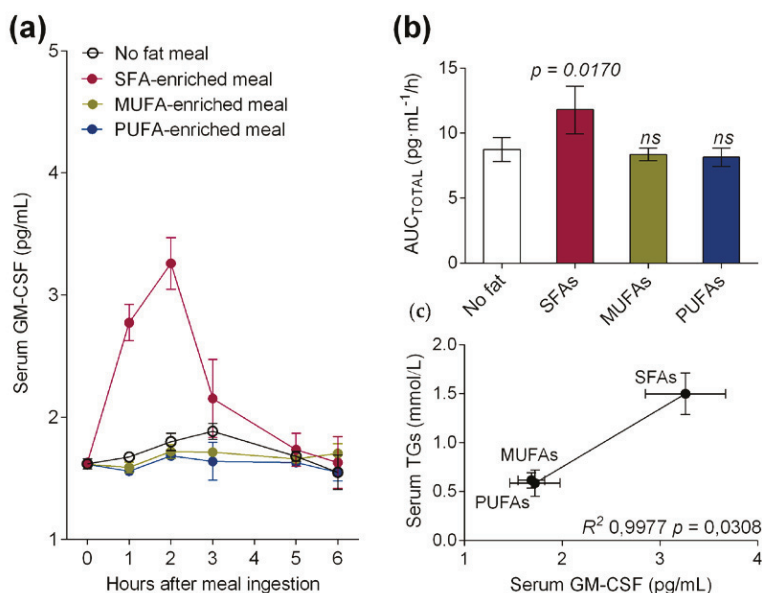 (a)
No fat meal
SFA-enriched meal
MUFA-enriched meal
PUFA-enriched meal
Serum GM-CSF (pg/mL)
5
4
3
2
1
0 1 2 3 4 5 6
Hours after meal ingestion
(b)
p = 0.0170
ns
ns
AUCTOTAL (pg·mL−1/h)
15
10
5
0
No fat
SFAs
MUFAs
PUFAs
(c)
Serum TGs (mmol/L)
2.0
1.5
1.0
0.5
0.0
SFAs
MUFAs
PUFAs
R2 0,9977 p = 0,0308
1 2 3 4
Serum GM-CSF (pg/mL)